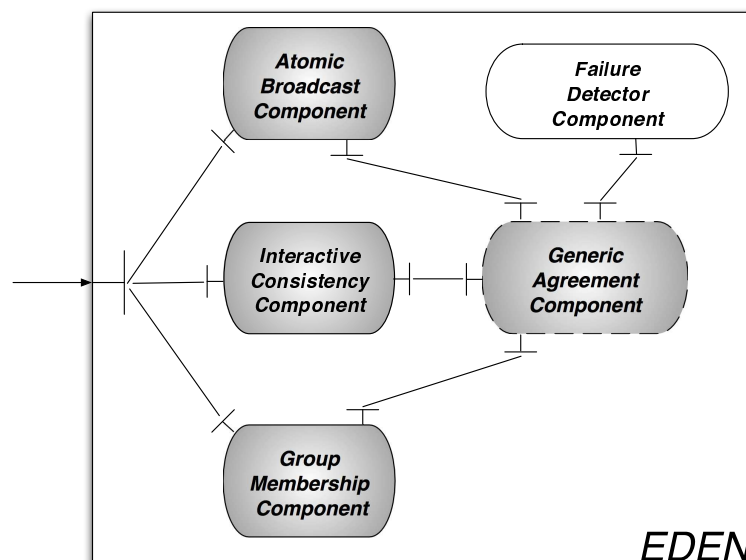 Atomic
Broadcast
Component
Failure
Detector
Component
Interactive
Consistency
Component
Generic
Agreement
Component
Group
Membership
Component
EDEN